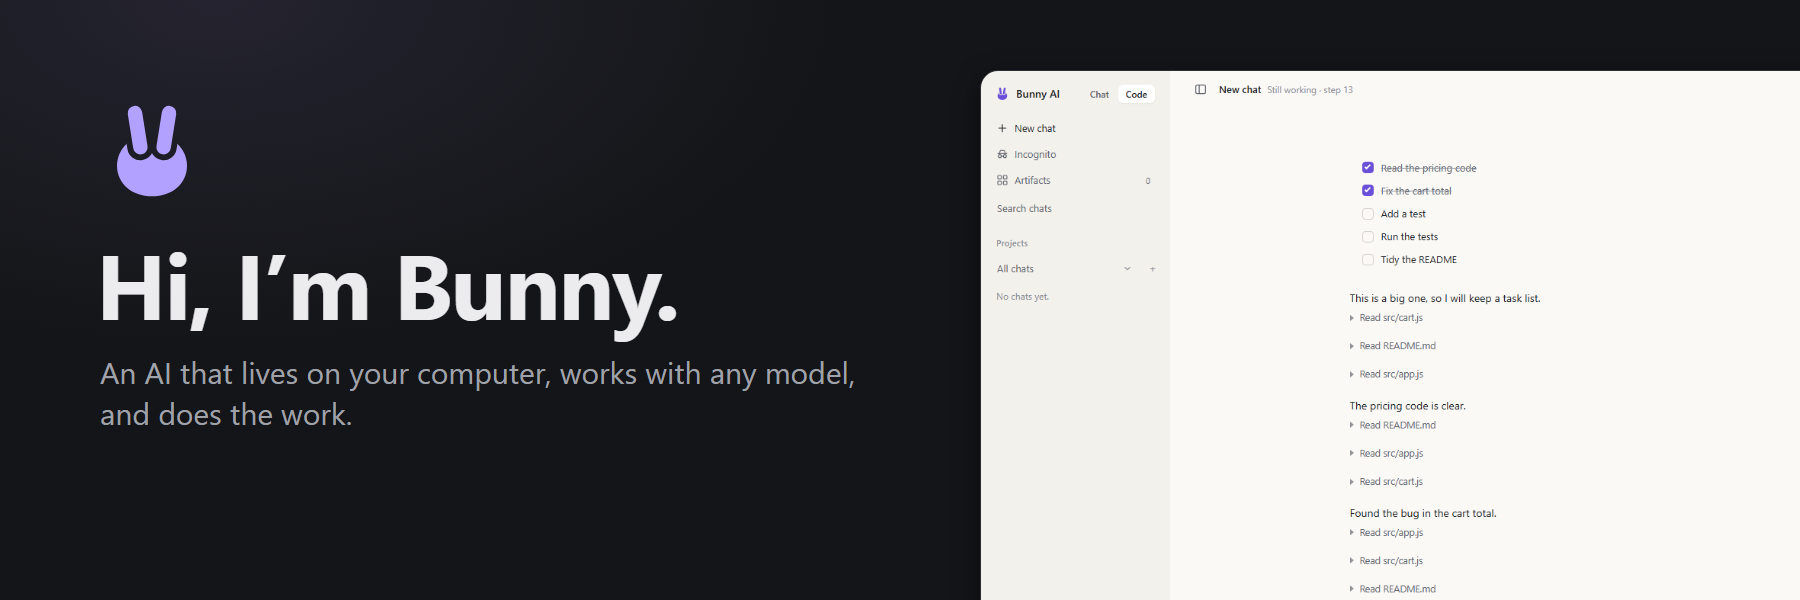 Hi, I’m Bunny.
An AI that lives on your computer, works with any model,
and does the work.
Bunny AI
Chat
Code
New chat
Incognito
Artifacts
0
Search chats
Projects
All chats
+
No chats yet.
New chat
Still working · step 13
Read the pricing code
Fix the cart total
Add a test
Run the tests
Tidy the README
This is a big one, so I will keep a task list.
Read src/cart.js
Read README.md
Read src/app.js
The pricing code is clear.
Read README.md
Read src/app.js
Read src/cart.js
Found the bug in the cart total.
Read src/app.js
Read src/cart.js
Read README.md